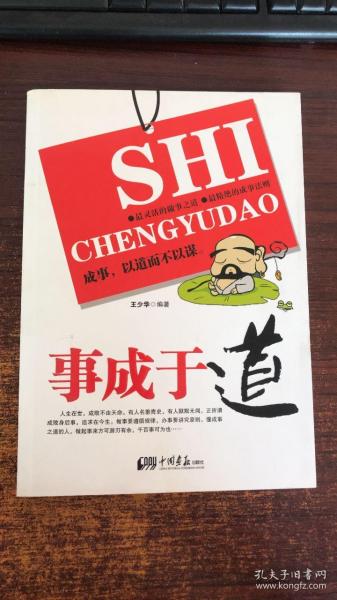 SHI
●最灵活的做事之道 ●最精绝的成事法则
CHENGYUDAO
成事，以道而不以谋。
王少华 编著
事成于道
人生在世，成败不由天命，有人名垂青史，有人默默无闻，正所谓
成败身后事，追求在今生，做事要遵循规律，办事要讲究原则，懂成事
之道的人，做起事来方可游刃有余，千百事可为也……
中国画报出版社
孔夫子旧书网
www.kongfz.com